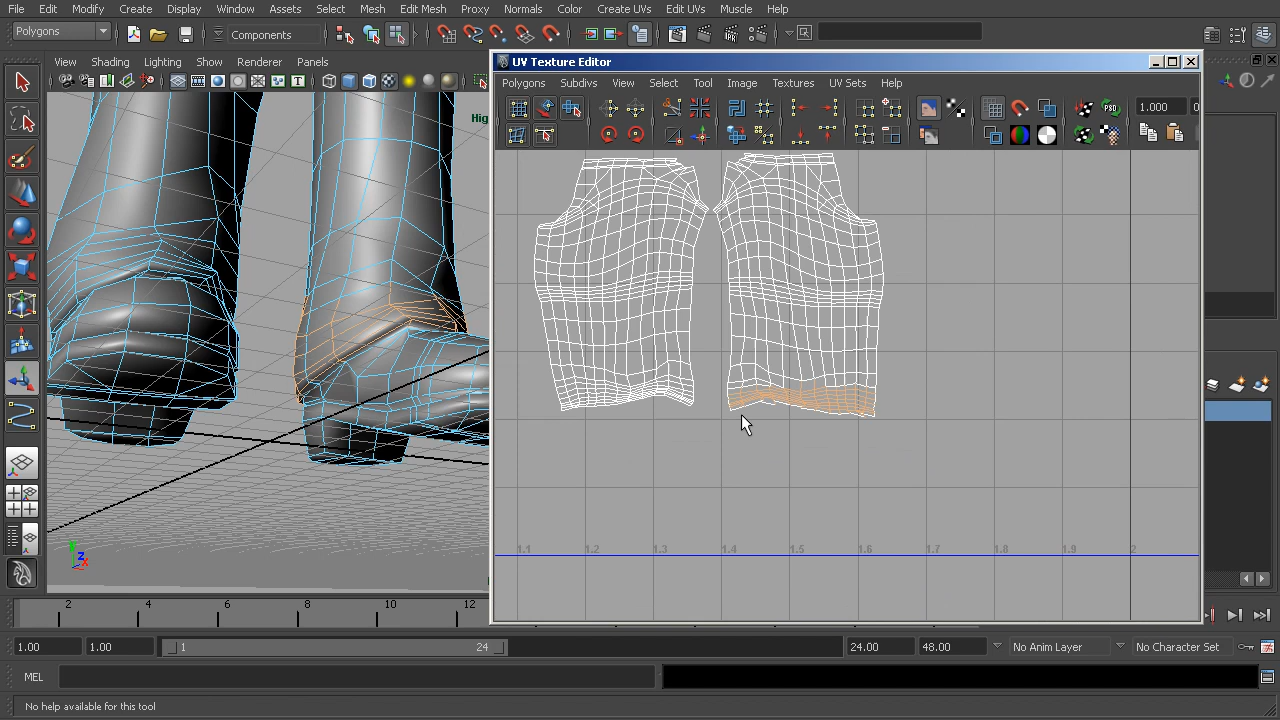 File Edit Modify Create Display Window Assets Select Mesh Edit Mesh Proxy Normals Color Create UVs Edit UVs Muscle Help
Polygons
Components
View Shading Lighting Show Renderer Panels
UV Texture Editor
Polygons Subdivs View Select Tool Image Textures UV Sets Help
1.000
PSD
Hig
1.1 1.2 1.3 1.4 1.5 1.6 1.7 1.8 1.9 2
Z
X
2 4 6 8 10 12
1.00 1.00 1 24 24.00 48.00 No Anim Layer No Character Set
MEL
No help available for this tool